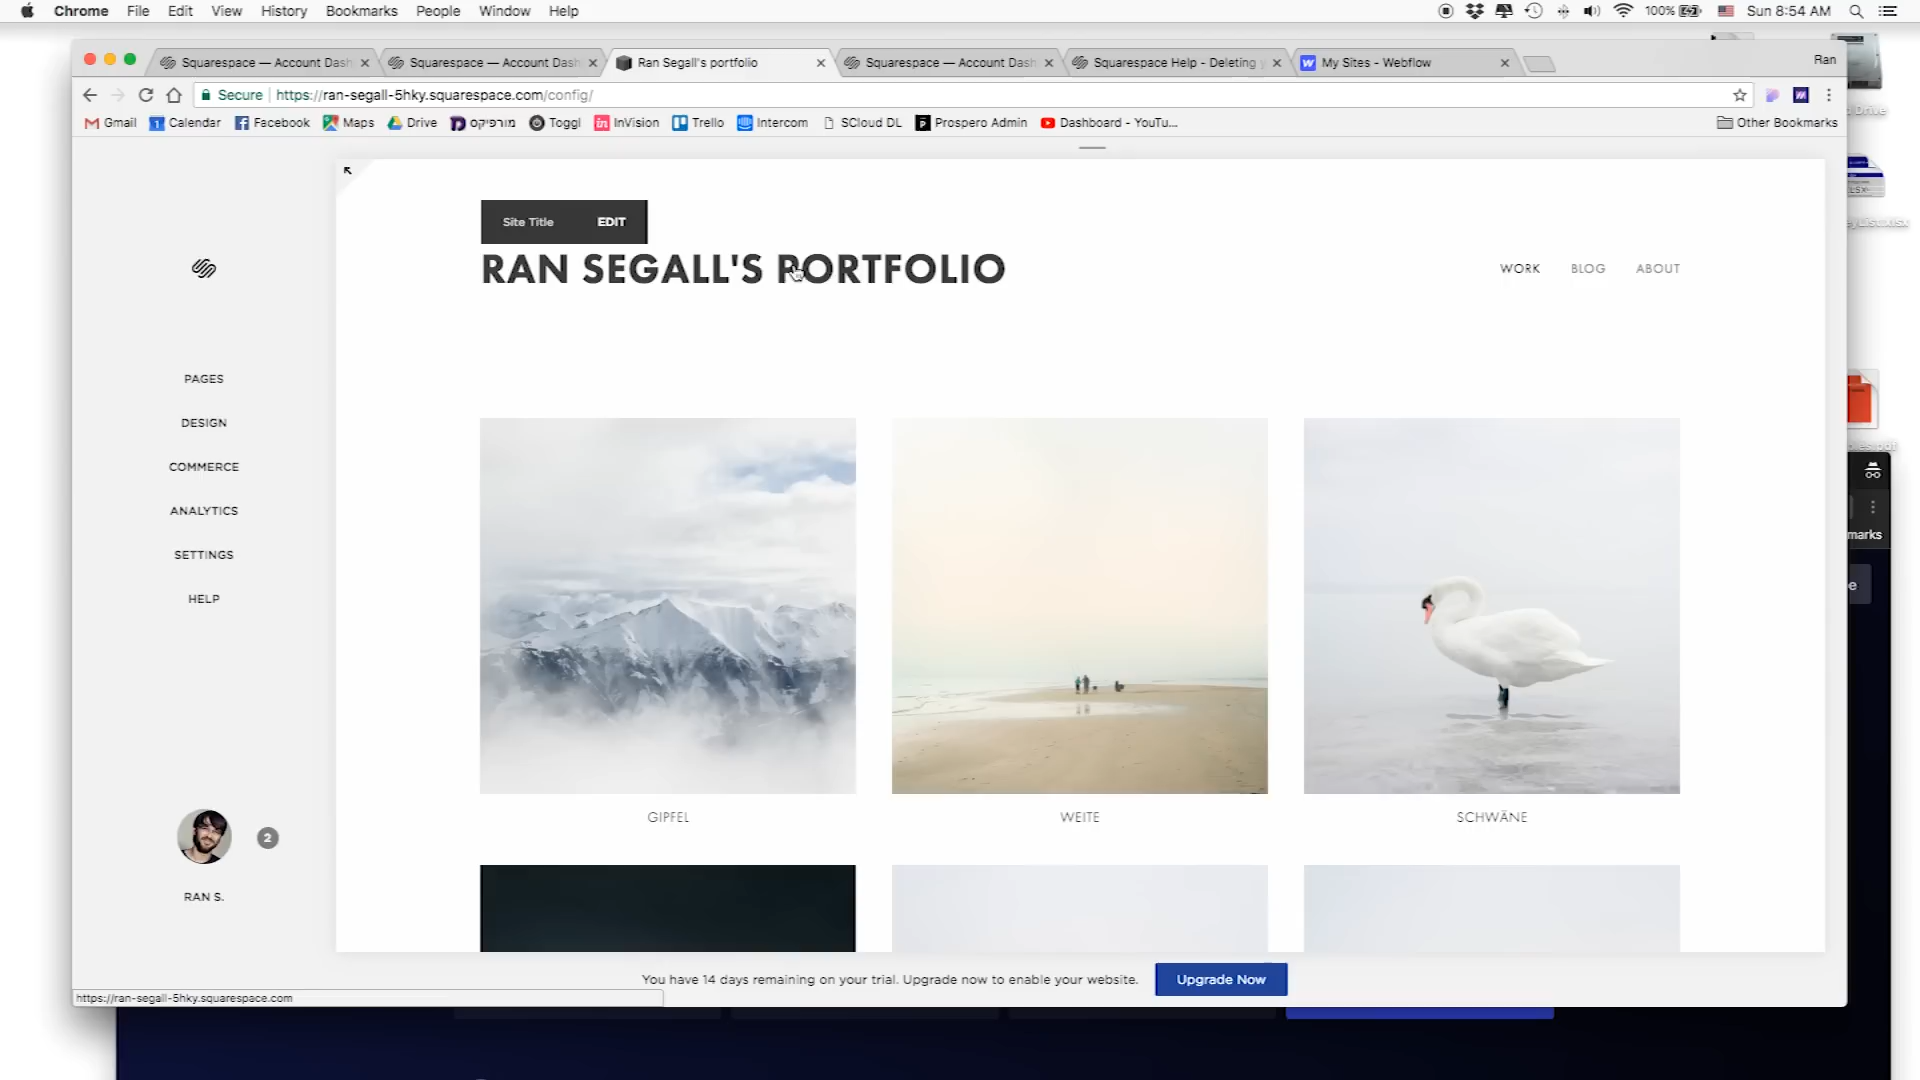 Chrome File Edit View History Bookmarks People Window Help
100% Sun 8:54 AM
Squarespace — Account Dash
Squarespace — Account Dash
Ran Segall's portfolio
Squarespace — Account Dash
Squarespace Help - Deleting y
My Sites - Webflow
Ran
Secure https://ran-segall-5hky.squarespace.com/config/
Gmail Calendar Facebook Maps Drive מורפיקס Toggl InVision Trello Intercom SCloud DL Prospero Admin Dashboard - YouTu... Other Bookmarks
Site Title EDIT
RAN SEGALL'S PORTFOLIO
WORK BLOG ABOUT
PAGES
DESIGN
COMMERCE
ANALYTICS
SETTINGS
HELP
GIPFEL
WEITE
SCHWÄNE
2
RAN S.
You have 14 days remaining on your trial. Upgrade now to enable your website. Upgrade Now
https://ran-segall-5hky.squarespace.com
marks
e